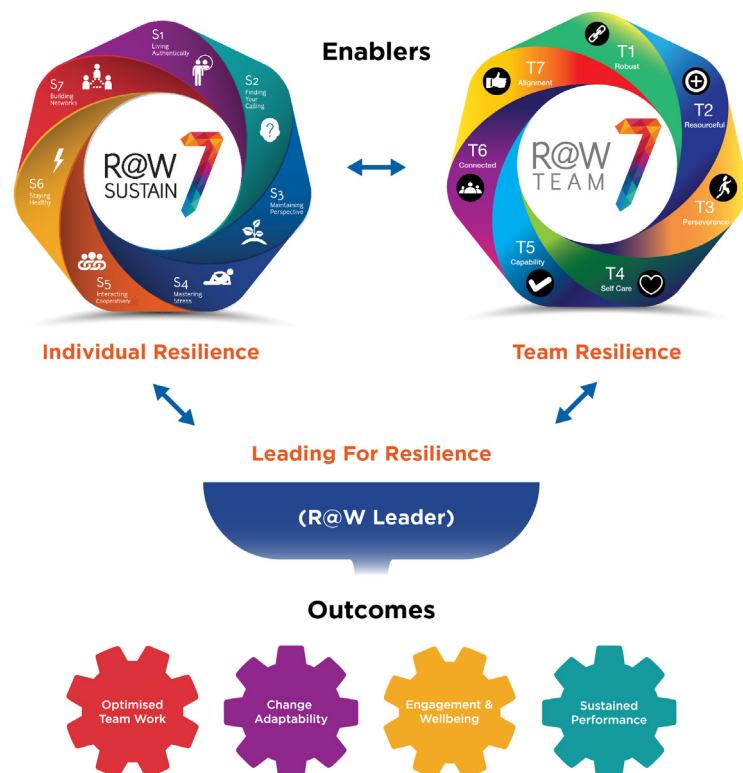 Enablers
S1
Living
Authentically
S2
Finding
Your
Calling
S3
Maintaining
Perspective
S4
Mastering
Stress
S5
Interacting
Cooperatively
S6
Staying
Healthy
S7
Building
Networks
R@W
SUSTAIN
7
T1
Robust
T2
Resourceful
T3
Perseverance
T4
Self Care
T5
Capability
T6
Connected
T7
Alignment
R@W
TEAM
7
Individual Resilience
Team Resilience
Leading For Resilience
(R@W Leader)
Outcomes
Optimised
Team Work
Change
Adaptability
Engagement &
Wellbeing
Sustained
Performance